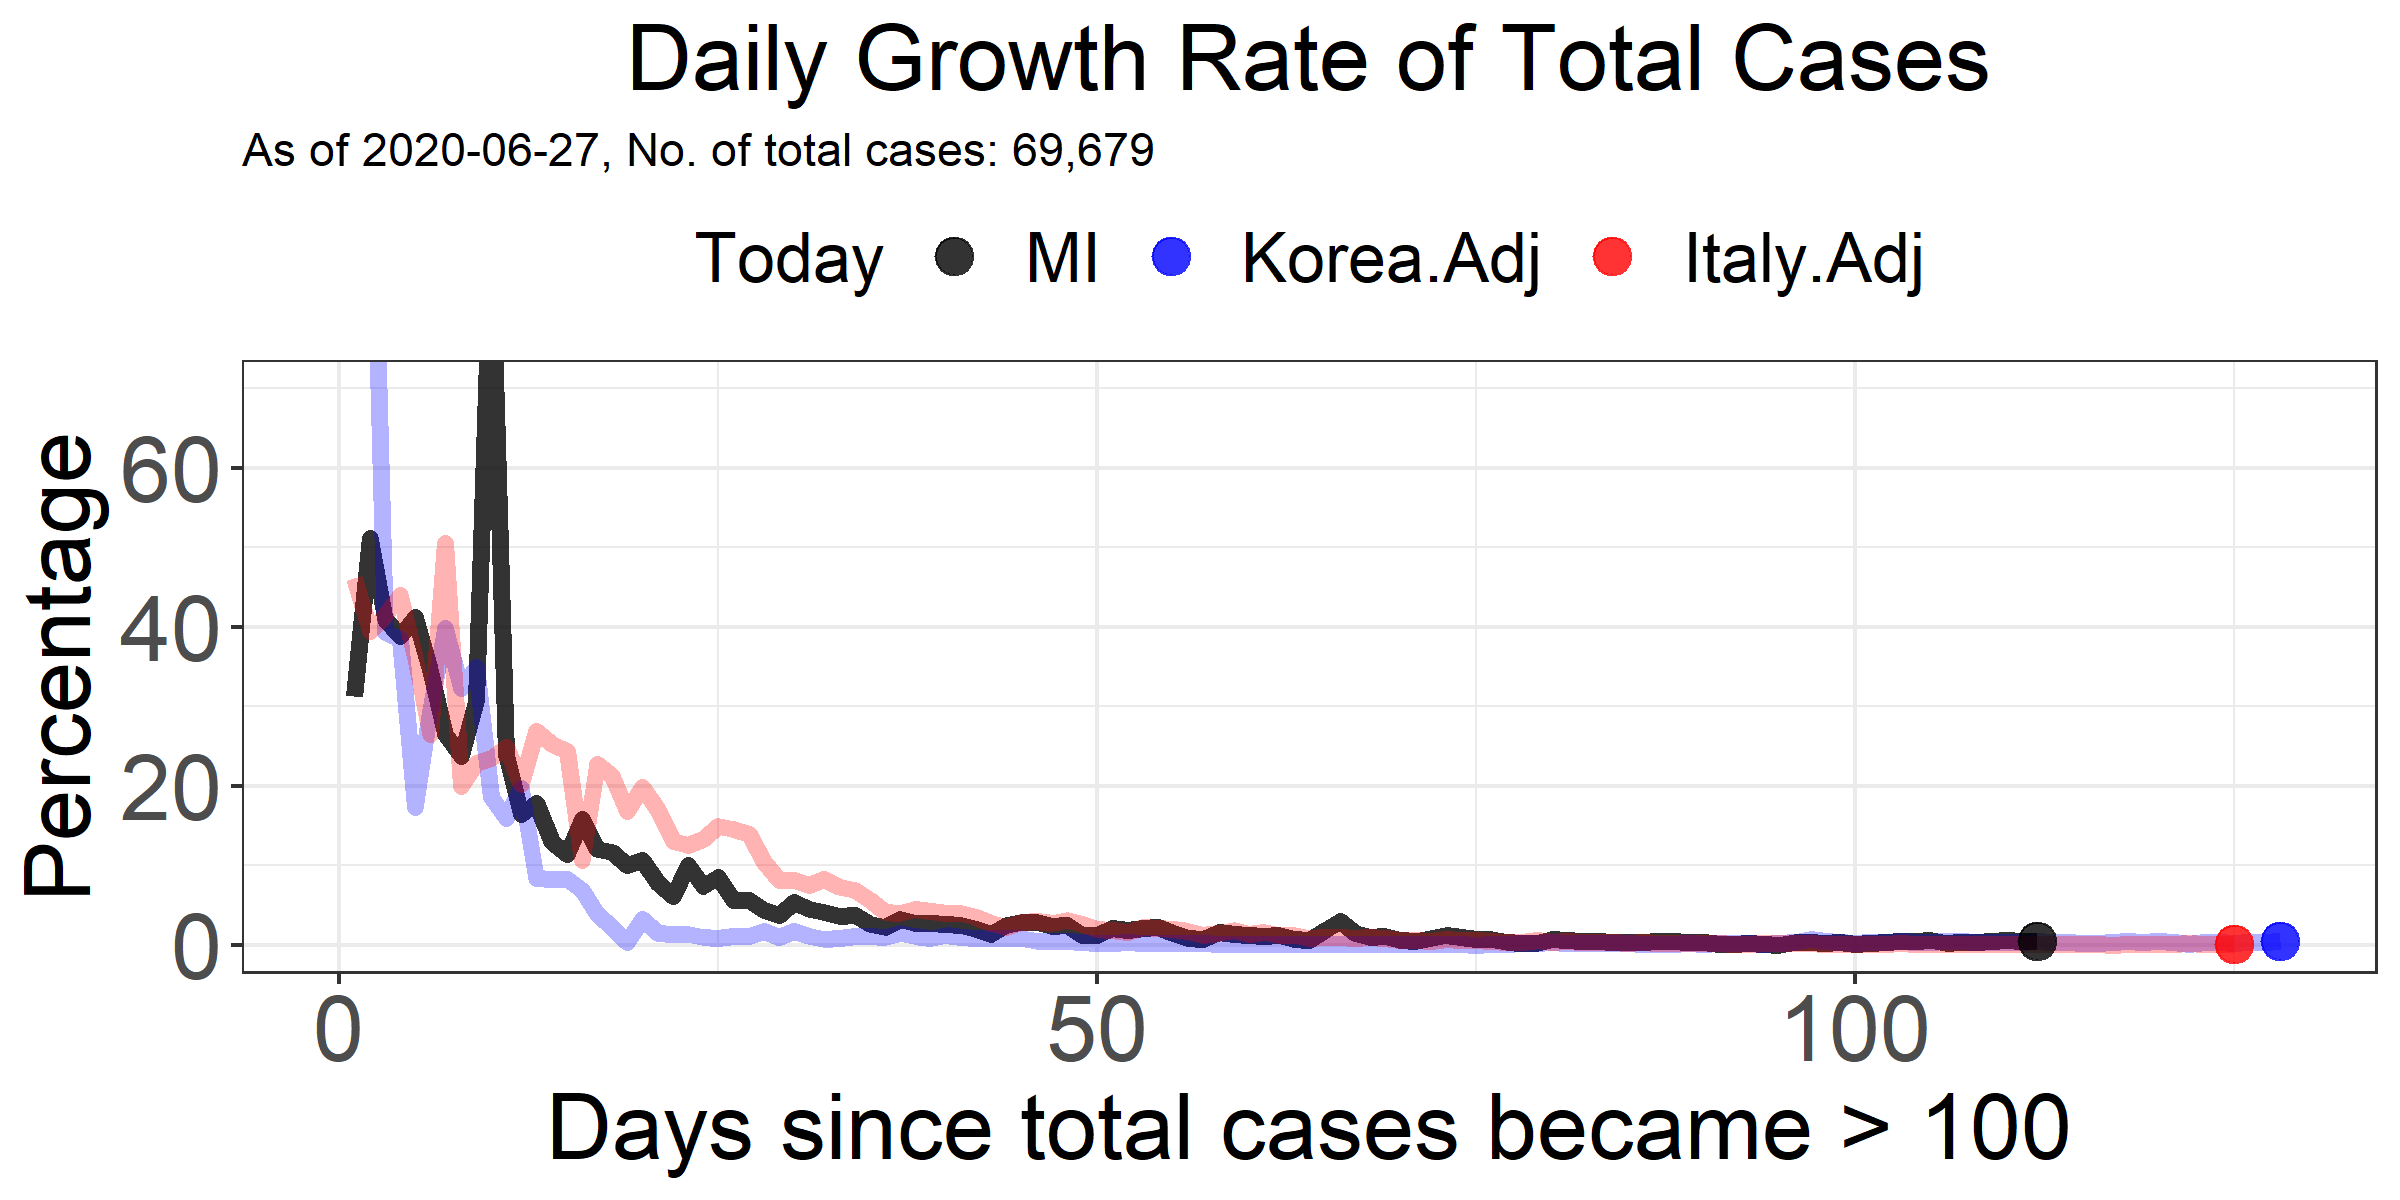 Daily Growth Rate of Total Cases
As of 2020-06-27, No. of total cases: 69,679
Today MI Korea.Adj Italy.Adj
Percentage
60
40
20
0
0 50 100
Days since total cases became > 100